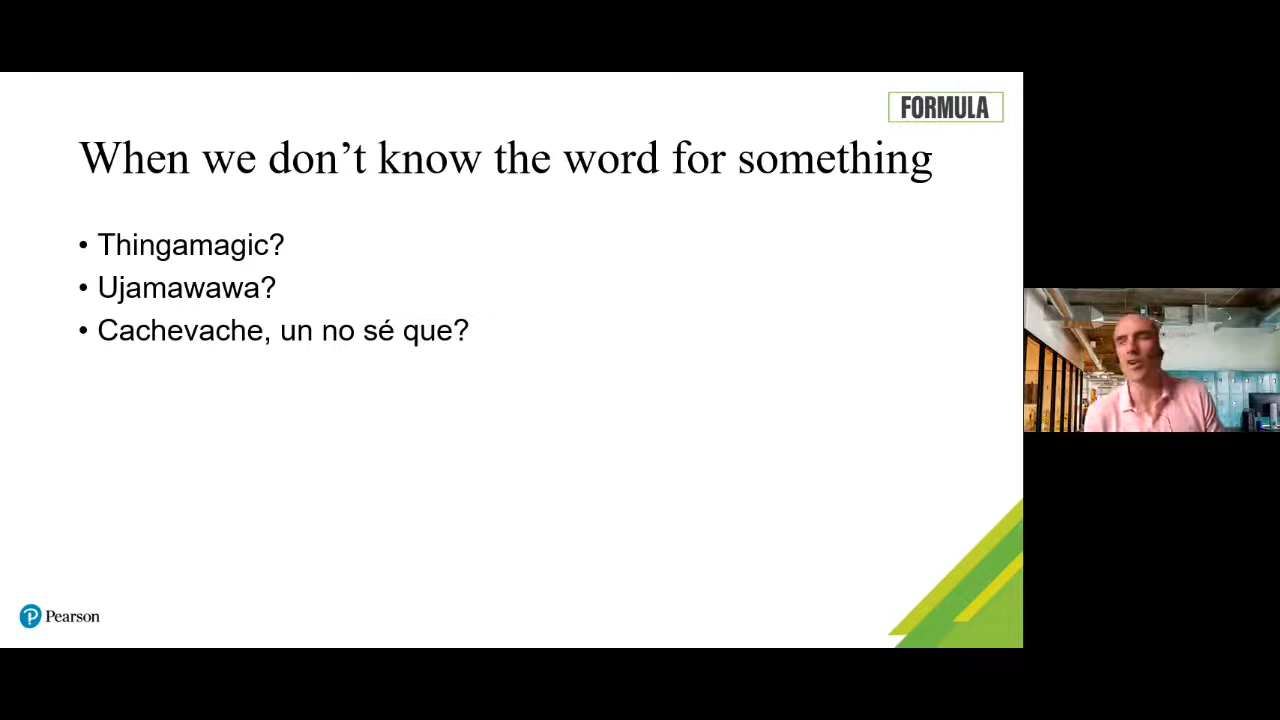 FORMULA
When we don’t know the word for something
• Thingamagic?
• Ujamawawa?
• Cachevache, un no sé que?
Pearson